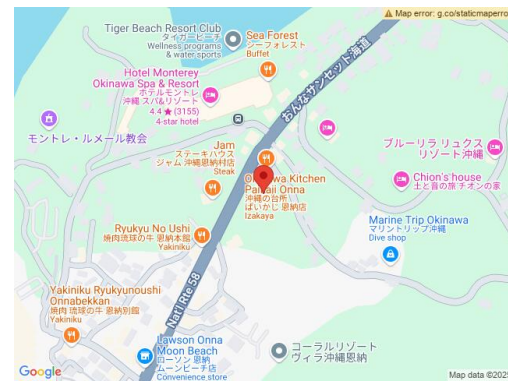 Map error: g.co/staticmaperro
Tiger Beach Resort Club
タイガービーチ
Wellness programs
& water sports
Sea Forest
シーフォレスト
Buffet
Hotel Monterey
Okinawa Spa & Resort
ホテルモントレ
沖縄 スパ&リゾート
4.4 ★ (3155)
4-star hotel
おんなサンセット海道
モントレ・ルメール教会
Jam
ステーキハウス
ジャム 沖縄恩納村店
Steak
ブルーリラ リュクス
リゾート沖縄
Kitchen
Onna
沖縄の台所
ぱいかじ 恩納店
Izakaya
Chion's house
土と音の旅 チオンの家
Ryukyu No Ushi
焼肉琉球の牛 恩納本館
Yakiniku
Marine Trip Okinawa
マリントリップ沖縄
Dive shop
Nat'l Rte 58
Yakiniku Ryukyunoushi
Onnabekkan
焼肉 琉球の牛 恩納別館
Yakiniku
Lawson Onna
Moon Beach
ローソン 恩納
ムーンビーチ店
Convenience store
コーラルリゾート
ヴィラ沖縄恩納
Google
Map data ©2025